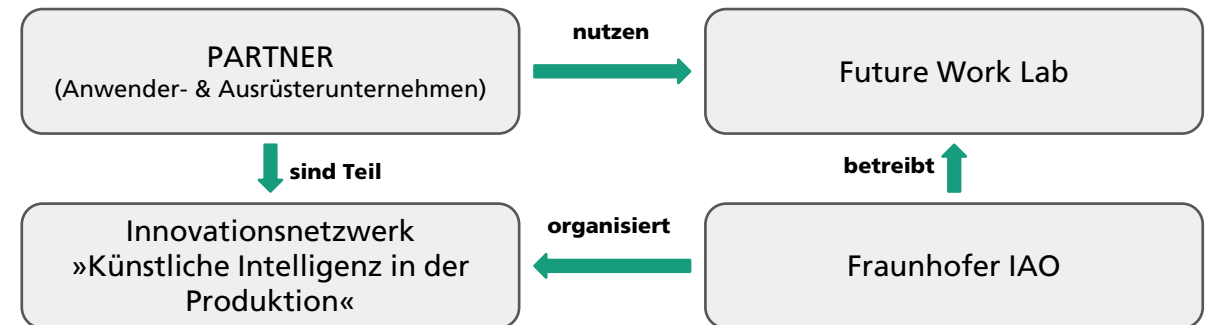 PARTNER
(Anwender- & Ausrüsterunternehmen)
nutzen
Future Work Lab
sind Teil
betreibt
Innovationsnetzwerk
»Künstliche Intelligenz in der
Produktion«
organisiert
Fraunhofer IAO